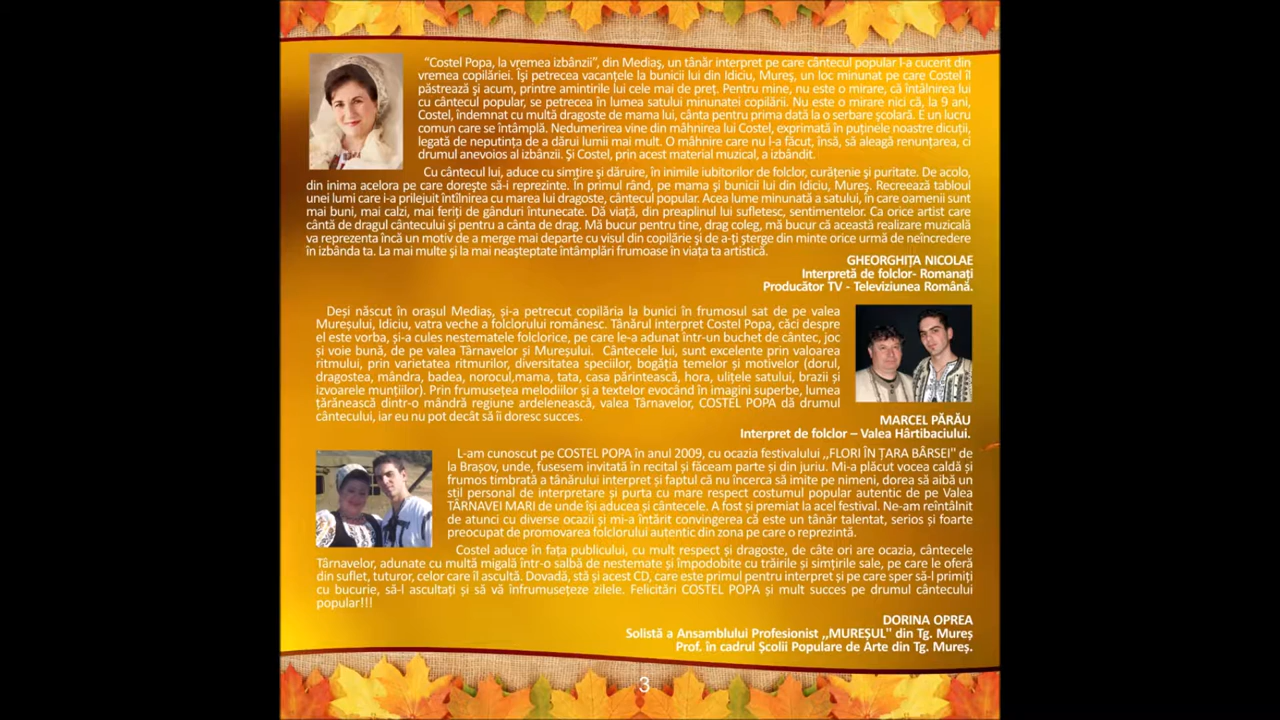 “Costel Popa, la vremea izbânzii”, din Mediaş, un tânăr interpret pe care cântecul popular l-a cucerit din
vremea copilăriei. Îşi petrecea vacanţele la bunicii lui din Idiciu, Mureş, un loc minunat pe care Costel îl
păstrează şi acum, printre amintirile lui cele mai de preţ. Pentru mine, nu este o mirare, că întâlnirea lui
cu cântecul popular, se petrecea în lumea satului minunatei copilării. Nu este o mirare nici că, la 9 ani,
Costel, îndemnat cu multă dragoste de mama lui, cânta pentru prima dată la o serbare școlară. E un lucru
comun care se întâmplă. Nedumerirea vine din mâhnirea lui Costel, exprimată în puţinele noastre dicuţii,
legată de neputinţa de a dărui lumii mai mult. O mâhnire care nu l-a făcut, însă, să aleagă renunţarea, ci
drumul anevoios al izbânzii. Şi Costel, prin acest material muzical, a izbândit.
Cu cântecul lui, aduce cu simţire şi dăruire, în inimile iubitorilor de folclor, curăţenie şi puritate. De acolo,
din inima acelora pe care doreşte să-i reprezinte. În primul rând, pe mama şi bunicii lui din Idiciu, Mureş. Recreează tabloul
unei lumi care i-a prilejuit întîlnirea cu marea lui dragoste, cântecul popular. Acea lume minunată a satului, în care oamenii sunt
mai buni, mai calzi, mai feriţi de gânduri întunecate. Dă viaţă, din preaplinul lui sufletesc, sentimentelor. Ca orice artist care
cântă de dragul cântecului şi pentru a cânta de drag. Mă bucur pentru tine, drag coleg, mă bucur că această realizare muzicală
va reprezenta încă un motiv de a merge mai departe cu visul din copilărie şi de a-ţi şterge din minte orice urmă de neîncredere
în izbânda ta. La mai multe şi la mai neaşteptate întâmplări frumoase în viaţa ta artistică.
GHEORGHIŢA NICOLAE
Interpretă de folclor- Romanaţi
Producător TV - Televiziunea Română.
Deși născut în orașul Mediaș, și-a petrecut copilăria la bunici în frumosul sat de pe valea
Mureșului, Idiciu, vatra veche a folclorului românesc. Tânărul interpret Costel Popa, căci despre
el este vorba, și-a cules nestematele folclorice, pe care le-a adunat într-un buchet de cântec, joc
și voie bună, de pe valea Târnavelor și Mureșului. Cântecele lui, sunt excelente prin valoarea
ritmului, prin varietatea ritmurilor, diversitatea speciilor, bogăția temelor și motivelor (dorul,
dragostea, mândra, badea, norocul,mama, tata, casa părintească, hora, ulițele satului, brazii și
izvoarele munților). Prin frumusețea melodiilor și a textelor evocând în imagini superbe, lumea
țărănească dintr-o mândră regiune ardelenească, valea Târnavelor, COSTEL POPA dă drumul
cântecului, iar eu nu pot decât să îi doresc succes.
MARCEL PĂRĂU
Interpret de folclor – Valea Hârtibaciului.
L-am cunoscut pe COSTEL POPA în anul 2009, cu ocazia festivalului ,,FLORI ÎN ȚARA BÂRSEI" de
la Brașov, unde, fusesem invitată în recital și făceam parte și din juriu. Mi-a plăcut vocea caldă și
frumos timbrată a tânărului interpret și faptul că nu încerca să imite pe nimeni, dorea să aibă un
stil personal de interpretare și purta cu mare respect costumul popular autentic de pe Valea
TÂRNAVEI MARI de unde își aducea și cântecele. A fost și premiat la acel festival. Ne-am reîntâlnit
de atunci cu diverse ocazii și mi-a întărit convingerea că este un tânăr talentat, serios și foarte
preocupat de promovarea folclorului autentic din zona pe care o reprezintă.
Costel aduce în fața publicului, cu mult respect și dragoste, de câte ori are ocazia, cântecele
Târnavelor, adunate cu multă migală într-o salbă de nestemate și împodobite cu trăirile și simțirile sale, pe care le oferă
din suflet, tuturor, celor care îl ascultă. Dovadă, stă și acest CD, care este primul pentru interpret și pe care sper să-l primiți
cu bucurie, să-l ascultați și să vă înfrumusețeze zilele. Felicitări COSTEL POPA și mult succes pe drumul cântecului
popular!!!
DORINA OPREA
Solistă a Ansamblului Profesionist ,,MUREȘUL" din Tg. Mureș
Prof. în cadrul Școlii Populare de Arte din Tg. Mureș.
3